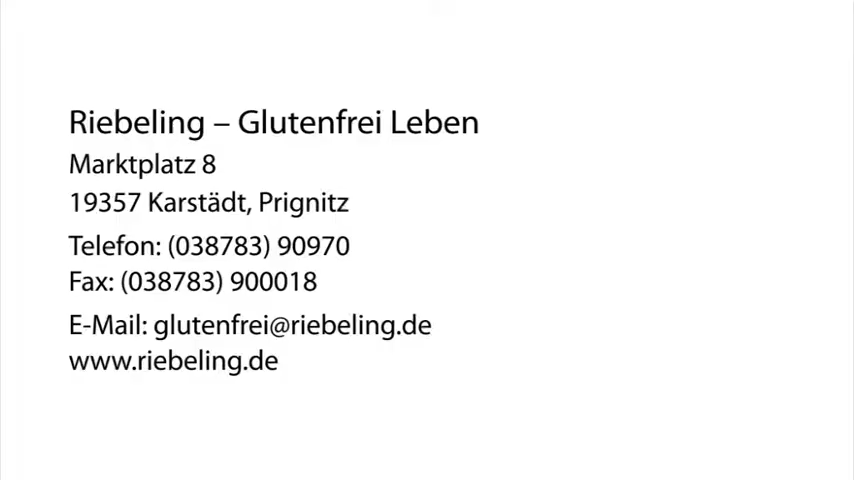 Riebeling – Glutenfrei Leben
Marktplatz 8
19357 Karstädt, Prignitz
Telefon: (038783) 90970
Fax: (038783) 900018
E-Mail: glutenfrei@riebeling.de
www.riebeling.de